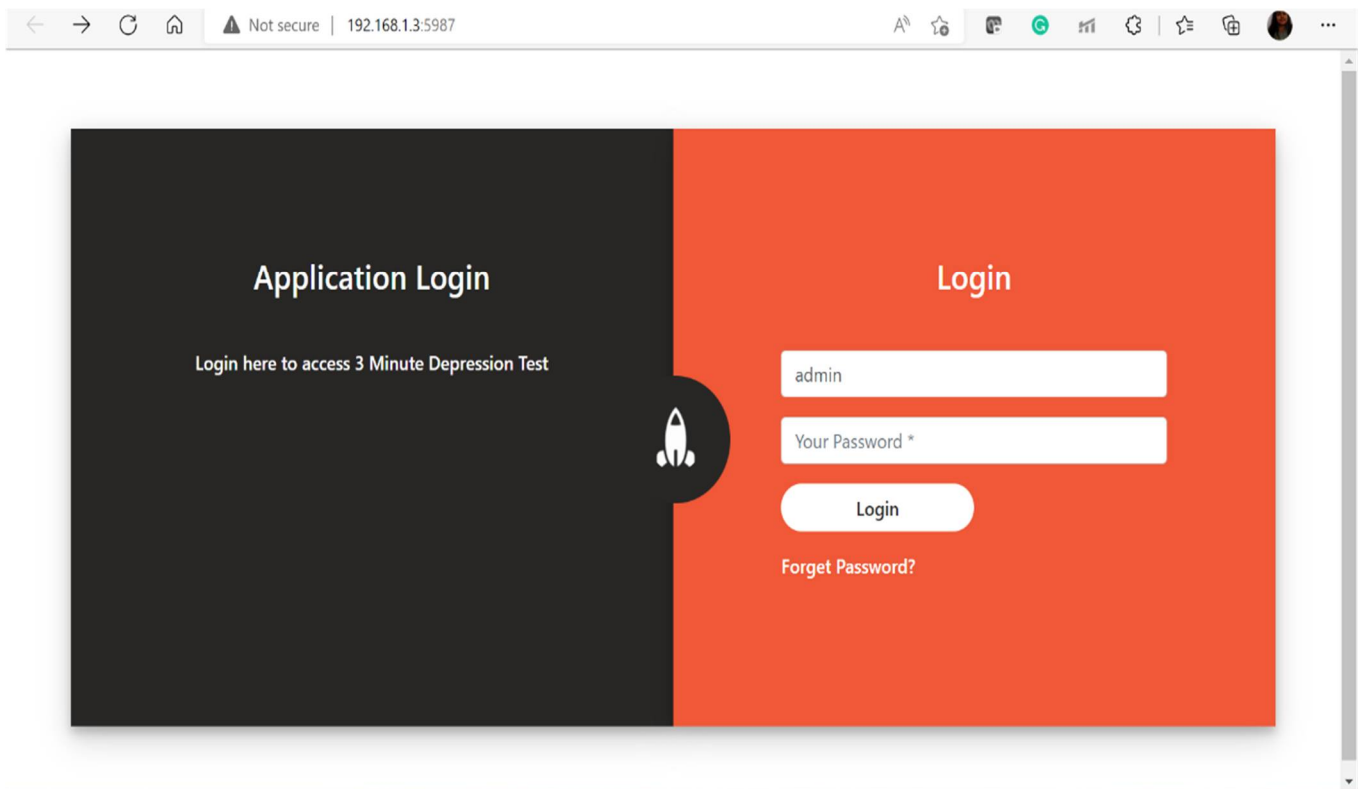 Not secure | 192.168.1.3:5987
Application Login
Login here to access 3 Minute Depression Test
Login
admin
Your Password *
Login
Forget Password?